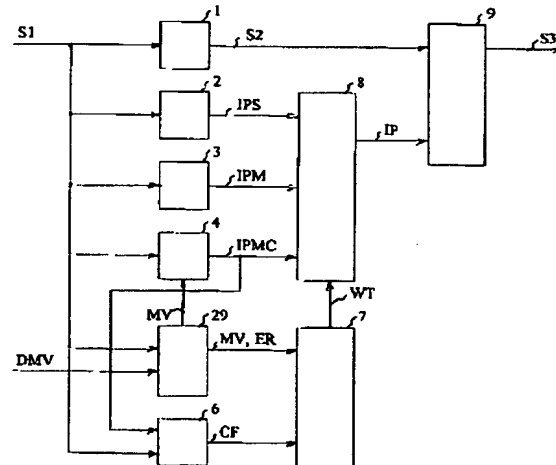 1
9
S1
S2
S3
2
8
IPS
IP
3
IPM
4
IPMC
WT
MV
29
7
MV, ER
DMV
6
CF